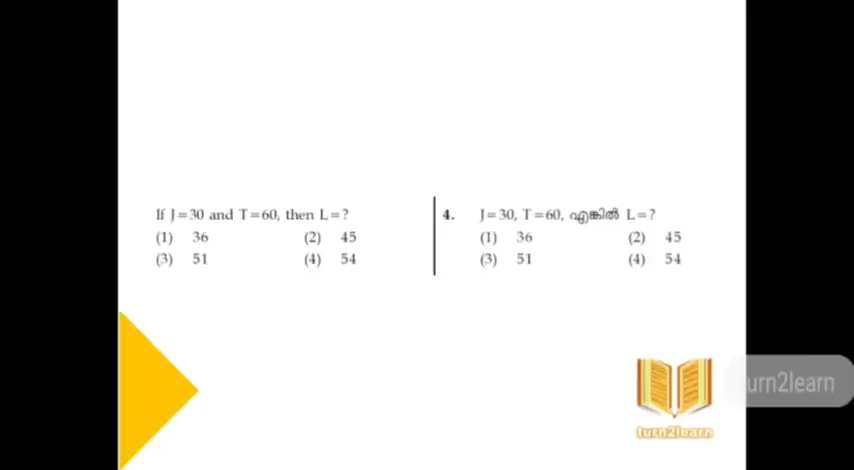 If J=30 and T=60, then L=?
(1) 36 (2) 45
(3) 51 (4) 54
4. J=30, T=60, എങ്കിൽ L=?
(1) 36 (2) 45
(3) 51 (4) 54
turn2learn
urn2learn